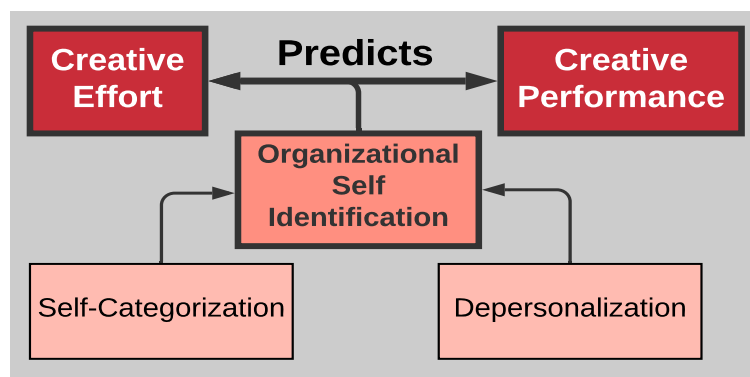 Creative
Effort
Predicts
Creative
Performance
Organizational
Self
Identification
Self-Categorization
Depersonalization